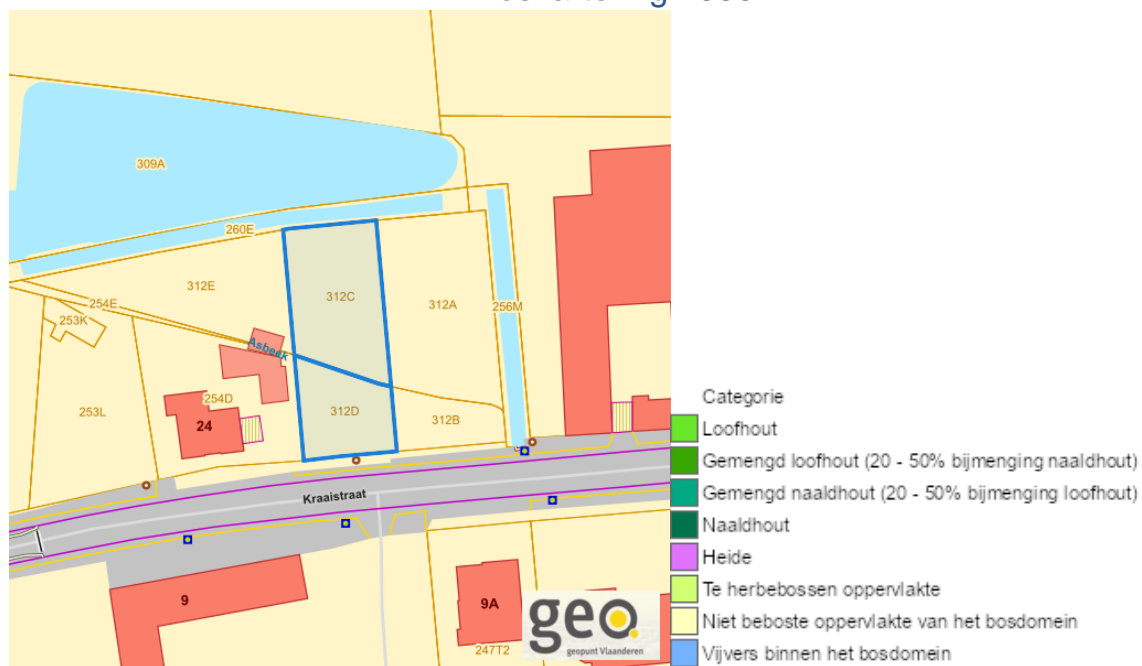 309A
260E
312E
312C
312A
256M
254E
253K
Asbeek
253L
254D
24
312D
312B
Kraaistraat
9
9A
247T2
geo
geopunt Vlaanderen
Categorie
Loofhout
Gemengd loofhout (20 - 50% bijmenging naaldhout)
Gemengd naaldhout (20 - 50% bijmenging loofhout)
Naaldhout
Heide
Te herbebossen oppervlakte
Niet beboste oppervlakte van het bosdomein
Vijvers binnen het bosdomein